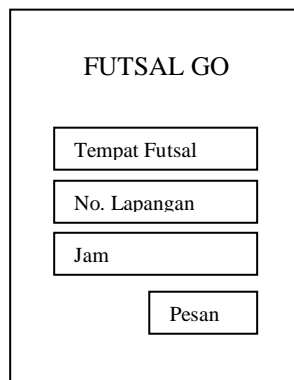 FUTSAL GO
Tempat Futsal
No. Lapangan
Jam
Pesan